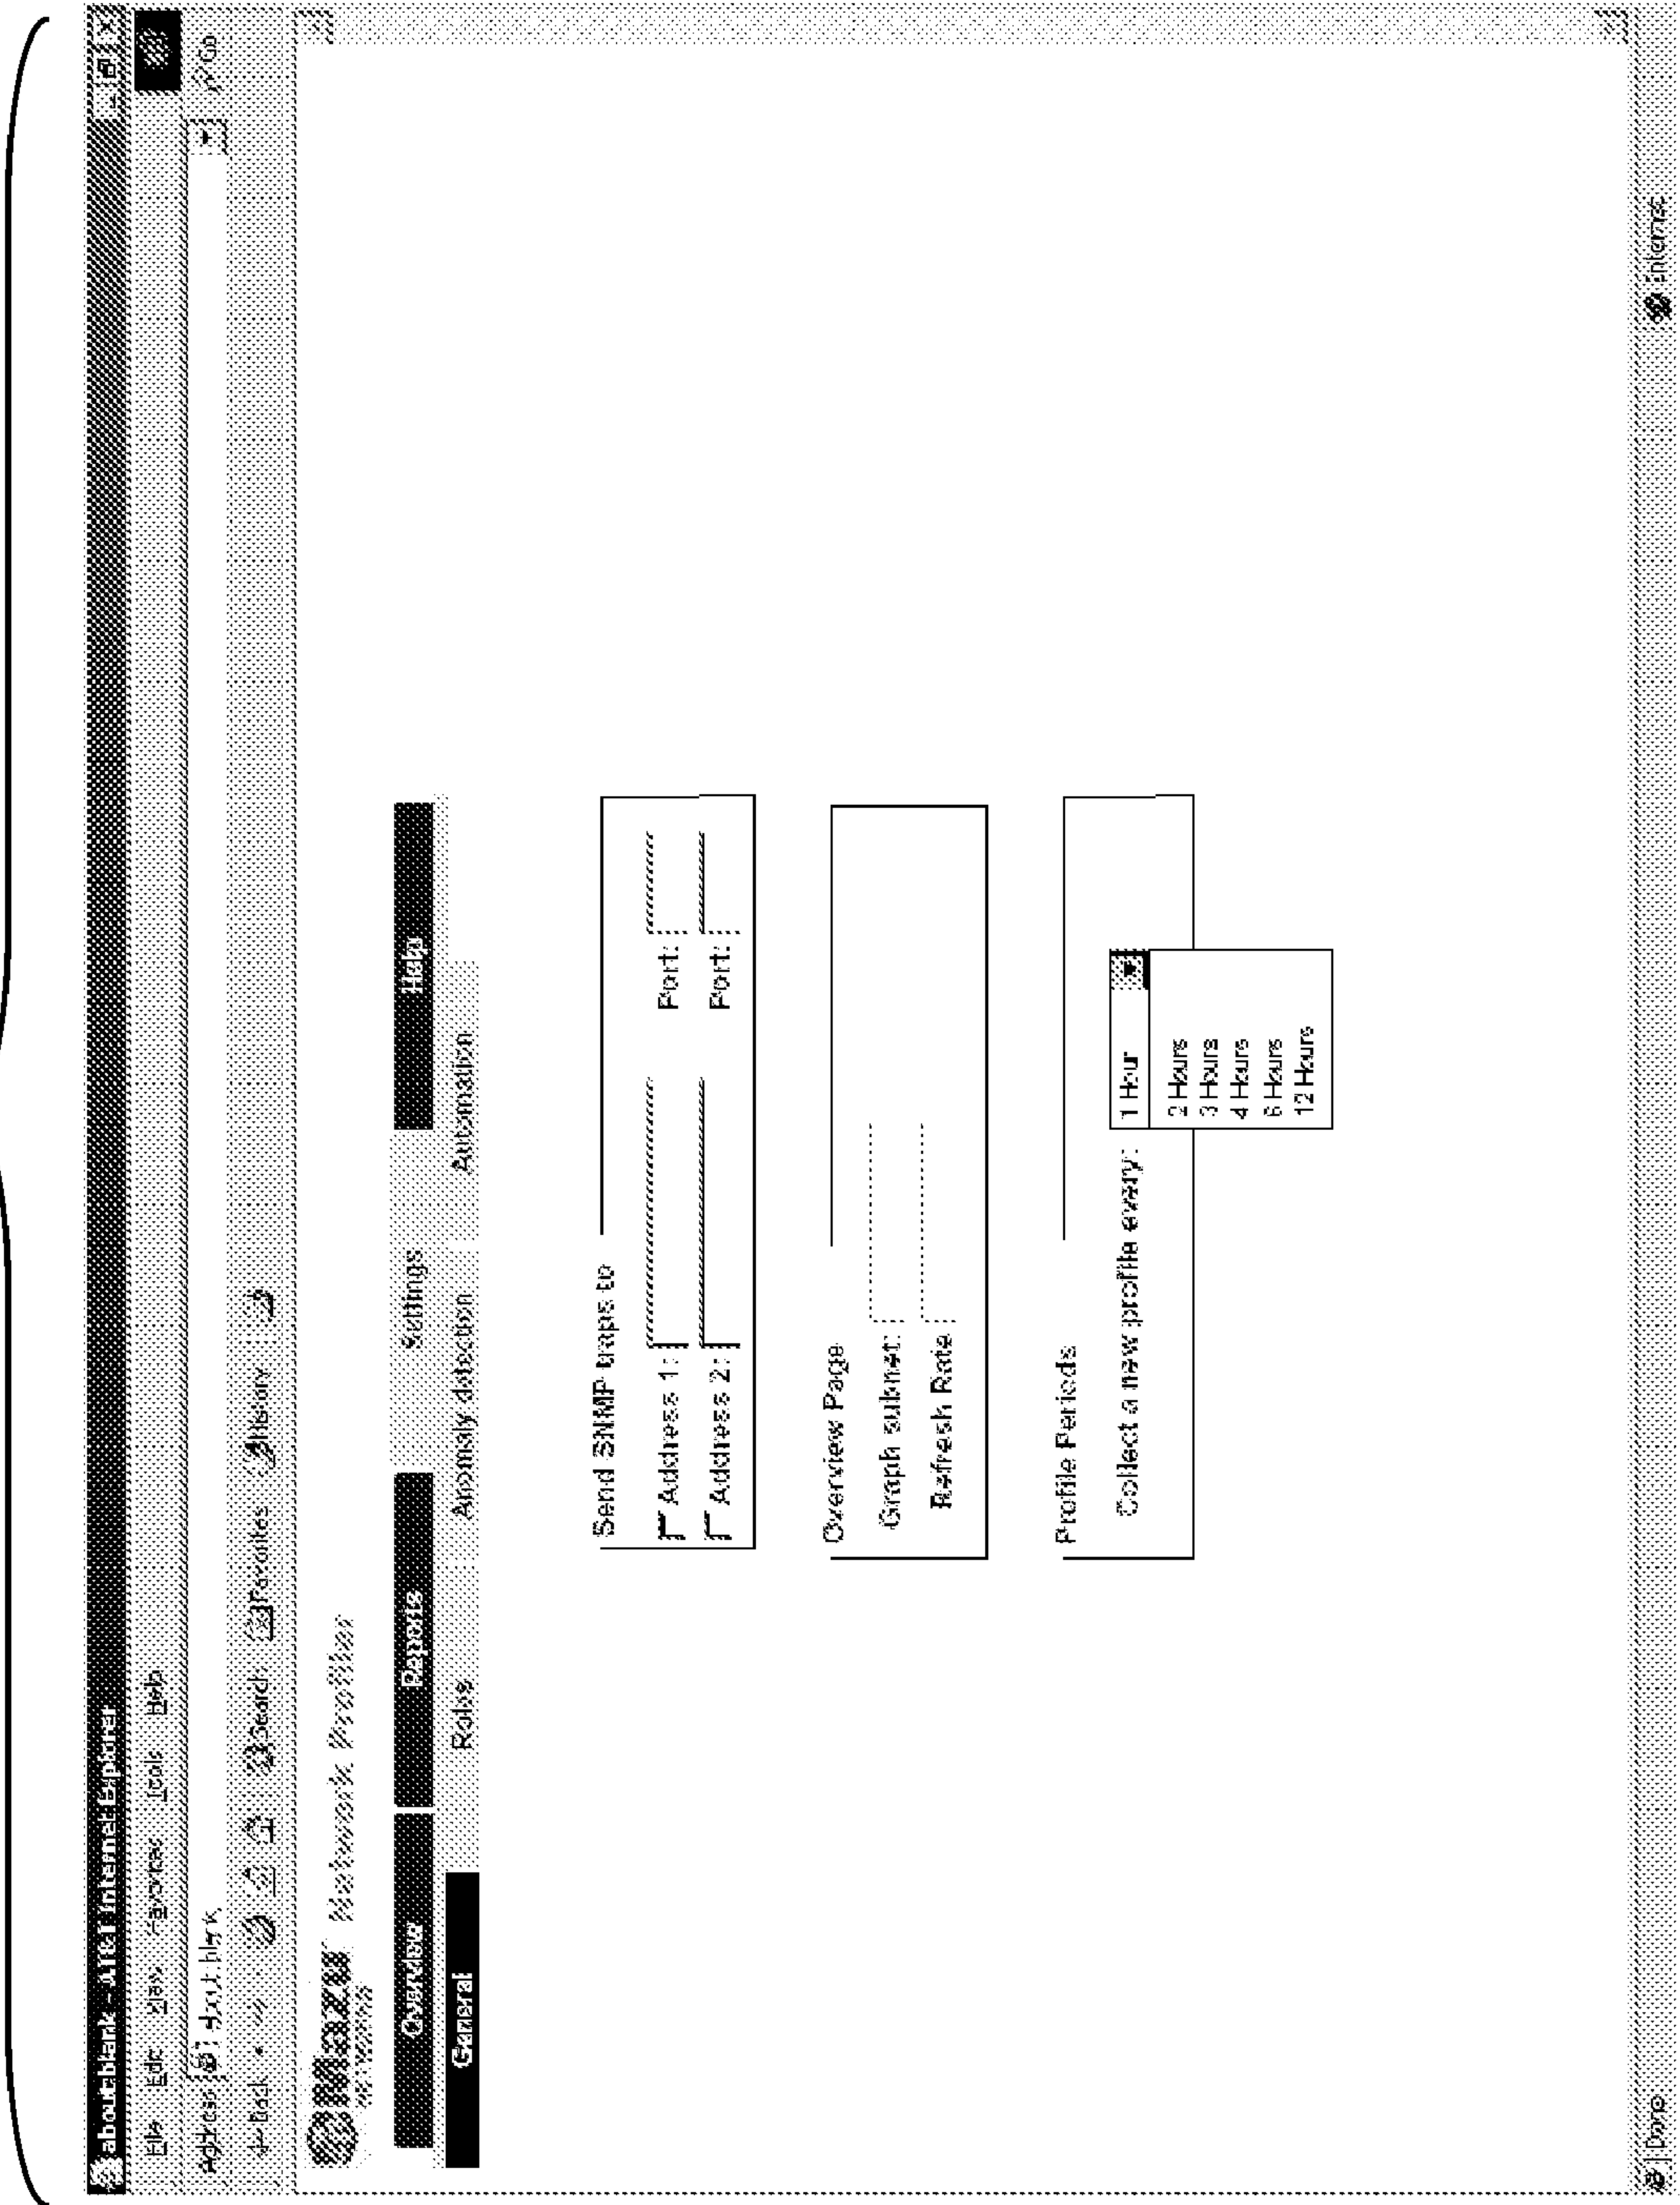 about:blank - AT&T Internet Explorer
File Edit View Favorites Tools Help
Address about:blank Go
Back Search Favorites History
Mazu Network Profiler
NETWORKS
Overview Reports Settings Help
General Roles Anomaly detection Automation
Send SNMP traps to
Address 1: Port:
Address 2: Port:
Overview Page
Graph subnet:
Refresh Rate
Profile Periods
Collect a new profile every: 1 Hour
2 Hours
3 Hours
4 Hours
6 Hours
12 Hours
Done Internet